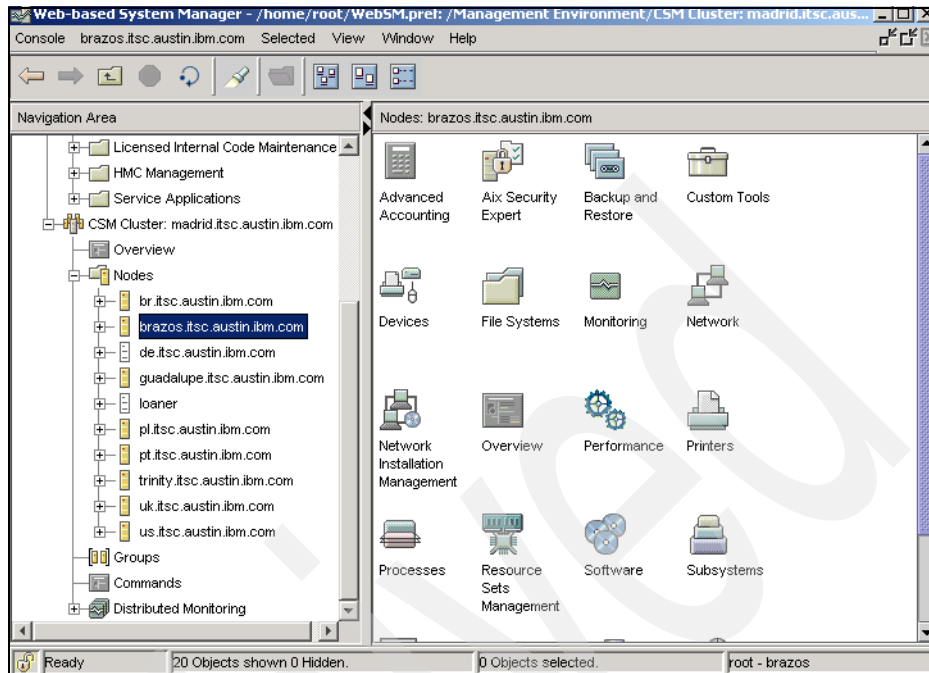 Web-based System Manager - /home/root/WebSM.pref: /Management Environment/CSM Cluster: madrid.itsc.aus...
Console brazos.itsc.austin.ibm.com Selected View Window Help
Navigation Area
Licensed Internal Code Maintenance
HMC Management
Service Applications
CSM Cluster: madrid.itsc.austin.ibm.com
Overview
Nodes
br.itsc.austin.ibm.com
brazos.itsc.austin.ibm.com
de.itsc.austin.ibm.com
guadalupe.itsc.austin.ibm.com
loaner
pl.itsc.austin.ibm.com
pt.itsc.austin.ibm.com
trinity.itsc.austin.ibm.com
uk.itsc.austin.ibm.com
us.itsc.austin.ibm.com
Groups
Commands
Distributed Monitoring
Nodes: brazos.itsc.austin.ibm.com
Advanced Accounting
Aix Security Expert
Backup and Restore
Custom Tools
Devices
File Systems
Monitoring
Network
Network Installation Management
Overview
Performance
Printers
Processes
Resource Sets Management
Software
Subsystems
Ready
20 Objects shown 0 Hidden.
0 Objects selected.
root - brazos